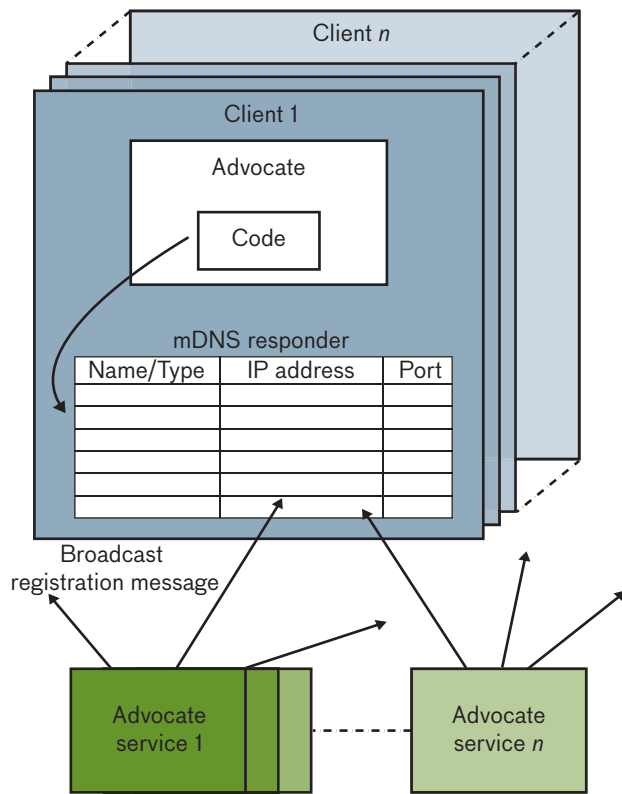 Client n
Client 1
Advocate
Code
mDNS responder
Name/Type IP address Port
Broadcast
registration message
Advocate
service 1
Advocate
service n